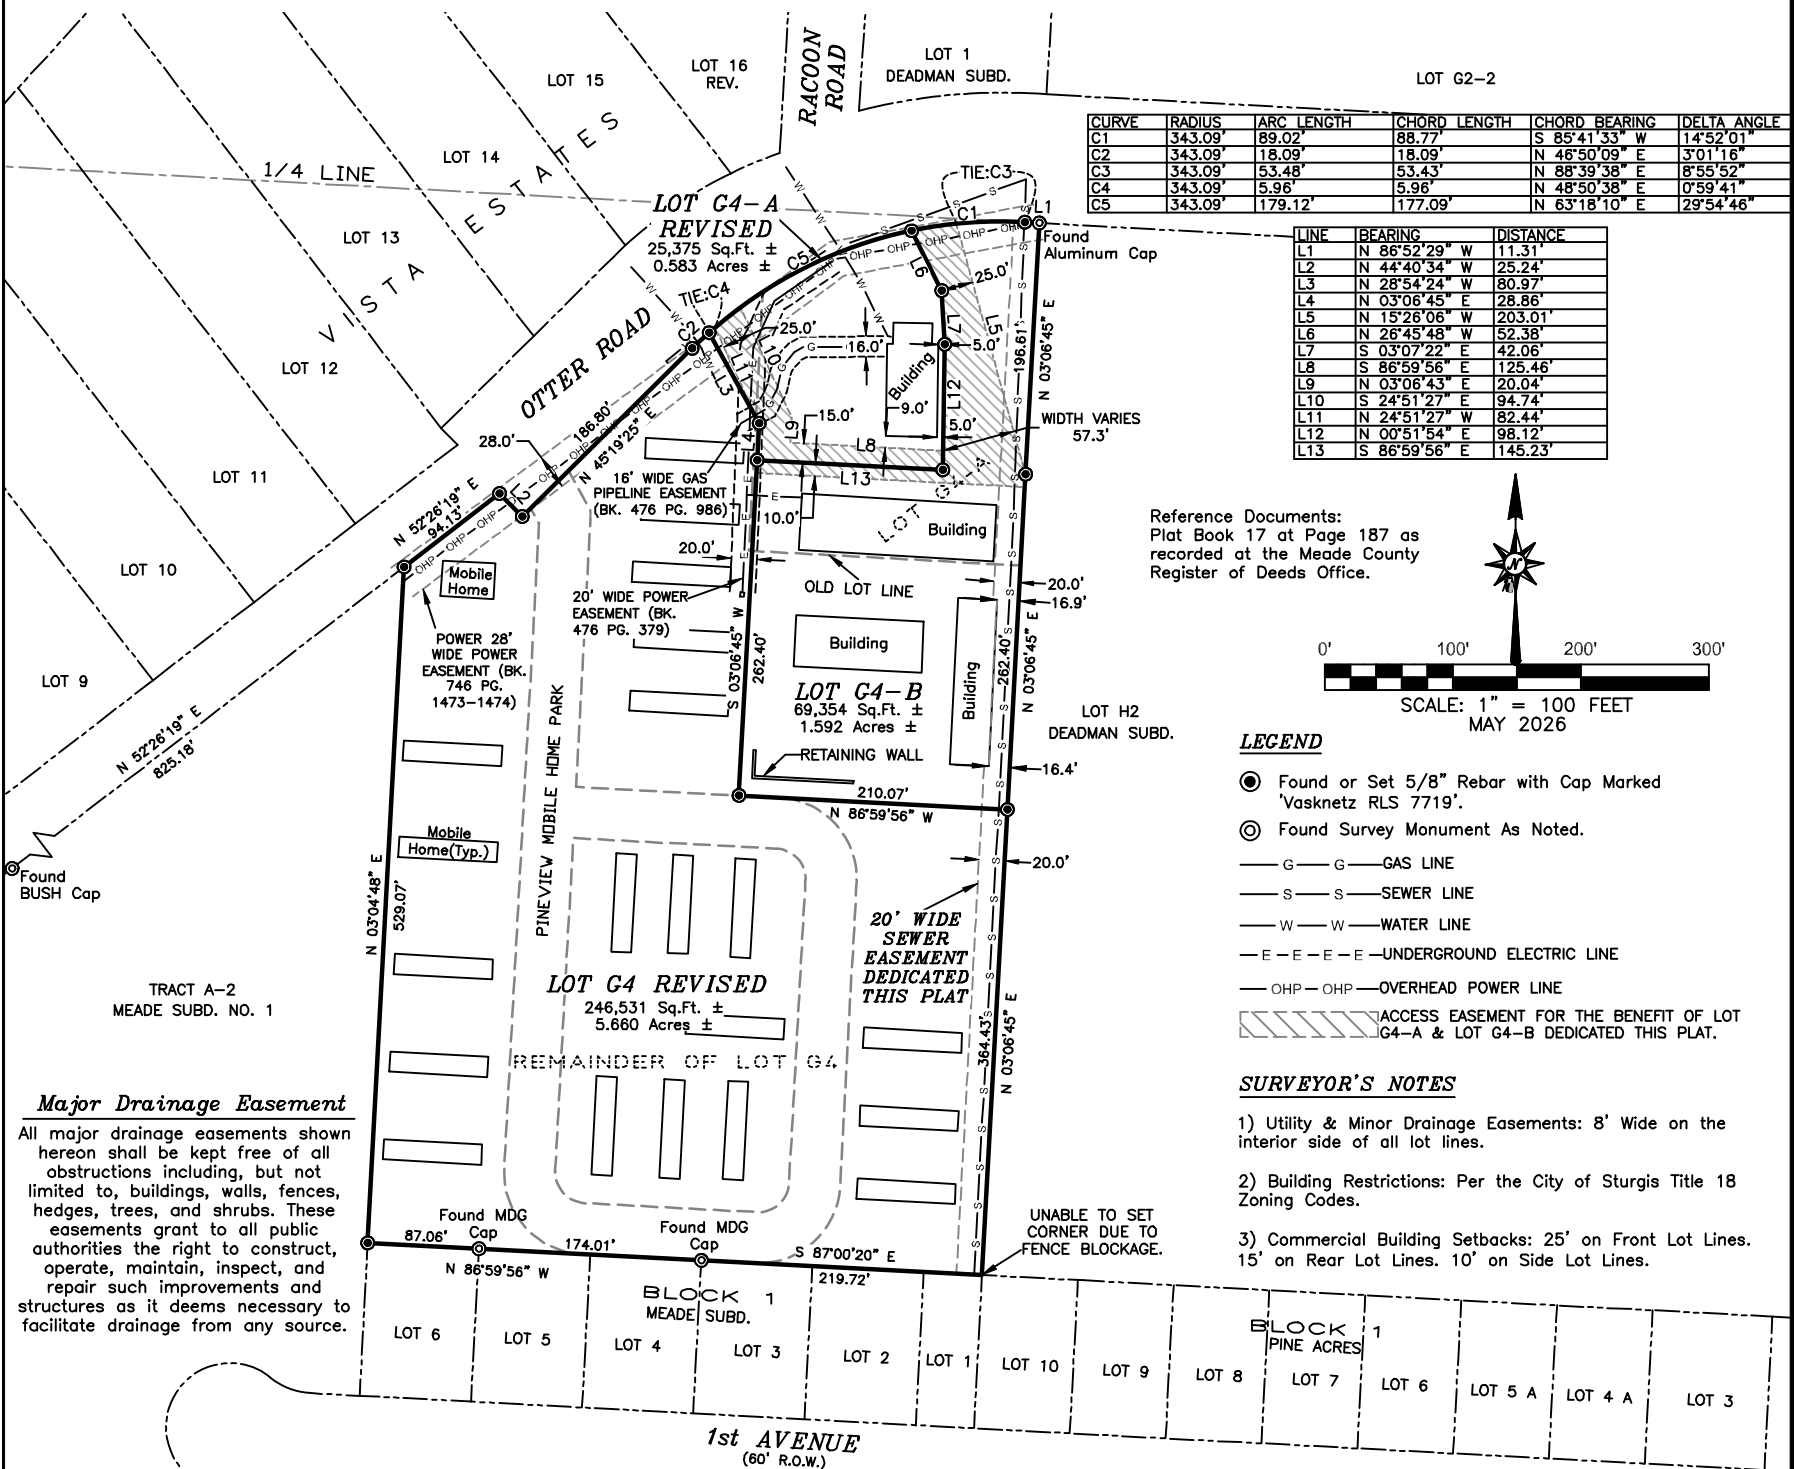 LOT 15
LOT 16
REV.
RACOON
ROAD
LOT 1
DEADMAN SUBD.
LOT G2-2
LOT 14
1/4 LINE
VISTA ESTATES
LOT 13
LOT 12
LOT 11
LOT 10
LOT 9
CURVE RADIUS ARC LENGTH CHORD LENGTH CHORD BEARING DELTA ANGLE
C1 343.09' 89.02' 88.77' S 85°41'33" W 14°52'01"
C2 343.09' 18.09' 18.09' N 46°50'09" E 3°01'16"
C3 343.09' 53.48' 53.43' N 88°39'38" E 8°55'52"
C4 343.09' 5.96' 5.96' N 48°50'38" E 0°59'41"
C5 343.09' 179.12' 177.09' N 63°18'10" E 29°54'46"
LINE BEARING DISTANCE
L1 N 86°52'29" W 11.31'
L2 N 44°40'34" W 25.24'
L3 N 28°54'24" W 80.97'
L4 N 03°06'45" E 28.86'
L5 N 15°26'06" W 203.01'
L6 N 26°45'48" W 52.38'
L7 S 03°07'22" E 42.06'
L8 S 86°59'56" E 125.46'
L9 N 03°06'43" E 20.04'
L10 S 24°51'27" E 94.74'
L11 N 24°51'27" W 82.44'
L12 N 00°51'54" E 98.12'
L13 S 86°59'56" E 145.23'
LOT G4-A
REVISED
25,375 Sq.Ft. ±
0.583 Acres ±
TIE:C3
C1
L1
Found
Aluminum Cap
C5
L6
25.0'
TIE:C4
C2
OTTER ROAD
25.0'
L7
L5
5.0'
16.0'
Building
L11
L3
L10
196.61'
N 03°06'45" E
9.0'
L12
15.0'
L9
L4
L8
5.0'
WIDTH VARIES
57.3'
L13
186.80'
N 45°19'25" E
28.0'
L2
N 52°26'19" E
94.13'
16' WIDE GAS
PIPELINE EASEMENT
(BK. 476 PG. 986)
10.0'
LOT G4-A
Building
20.0'
OLD LOT LINE
20' WIDE POWER
EASEMENT (BK.
476 PG. 379)
Mobile
Home
POWER 28'
WIDE POWER
EASEMENT (BK.
746 PG.
1473-1474)
S 03°06'45" W
262.40'
Building
Building
LOT G4-B
69,354 Sq.Ft. ±
1.592 Acres ±
RETAINING WALL
210.07'
N 86°59'56" W
262.40'
N 03°06'45" E
20.0'
16.9'
16.4'
20.0'
LOT H2
DEADMAN SUBD.
Reference Documents:
Plat Book 17 at Page 187 as
recorded at the Meade County
Register of Deeds Office.
N
0' 100' 200' 300'
SCALE: 1" = 100 FEET
MAY 2026
LEGEND
Found or Set 5/8" Rebar with Cap Marked
'Vasknetz RLS 7719'.
Found Survey Monument As Noted.
G G GAS LINE
S S SEWER LINE
W W WATER LINE
E E E E UNDERGROUND ELECTRIC LINE
OHP OHP OVERHEAD POWER LINE
ACCESS EASEMENT FOR THE BENEFIT OF LOT
G4-A & LOT G4-B DEDICATED THIS PLAT.
SURVEYOR'S NOTES
1) Utility & Minor Drainage Easements: 8' Wide on the
interior side of all lot lines.
2) Building Restrictions: Per the City of Sturgis Title 18
Zoning Codes.
3) Commercial Building Setbacks: 25' on Front Lot Lines.
15' on Rear Lot Lines. 10' on Side Lot Lines.
N 52°26'19" E
825.18'
Found
BUSH Cap
PINEVIEW MOBILE HOME PARK
Mobile
Home(Typ.)
N 03°04'48" E
529.07'
TRACT A-2
MEADE SUBD. NO. 1
20' WIDE
SEWER
EASEMENT
DEDICATED
THIS PLAT
LOT G4 REVISED
246,531 Sq.Ft. ±
5.660 Acres ±
REMAINDER OF LOT G4
364.43'
N 03°06'45" E
Major Drainage Easement
All major drainage easements shown
hereon shall be kept free of all
obstructions including, but not
limited to, buildings, walls, fences,
hedges, trees, and shrubs. These
easements grant to all public
authorities the right to construct,
operate, maintain, inspect, and
repair such improvements and
structures as it deems necessary to
facilitate drainage from any source.
Found MDG
Cap
Found MDG
Cap
87.06'
174.01'
N 86°59'56" W
S 87°00'20" E
219.72'
UNABLE TO SET
CORNER DUE TO
FENCE BLOCKAGE.
BLOCK 1
MEADE SUBD.
LOT 6
LOT 5
LOT 4
LOT 3
LOT 2
LOT 1
BLOCK 1
PINE ACRES
LOT 10
LOT 9
LOT 8
LOT 7
LOT 6
LOT 5 A
LOT 4 A
LOT 3
1st AVENUE
(60' R.O.W.)